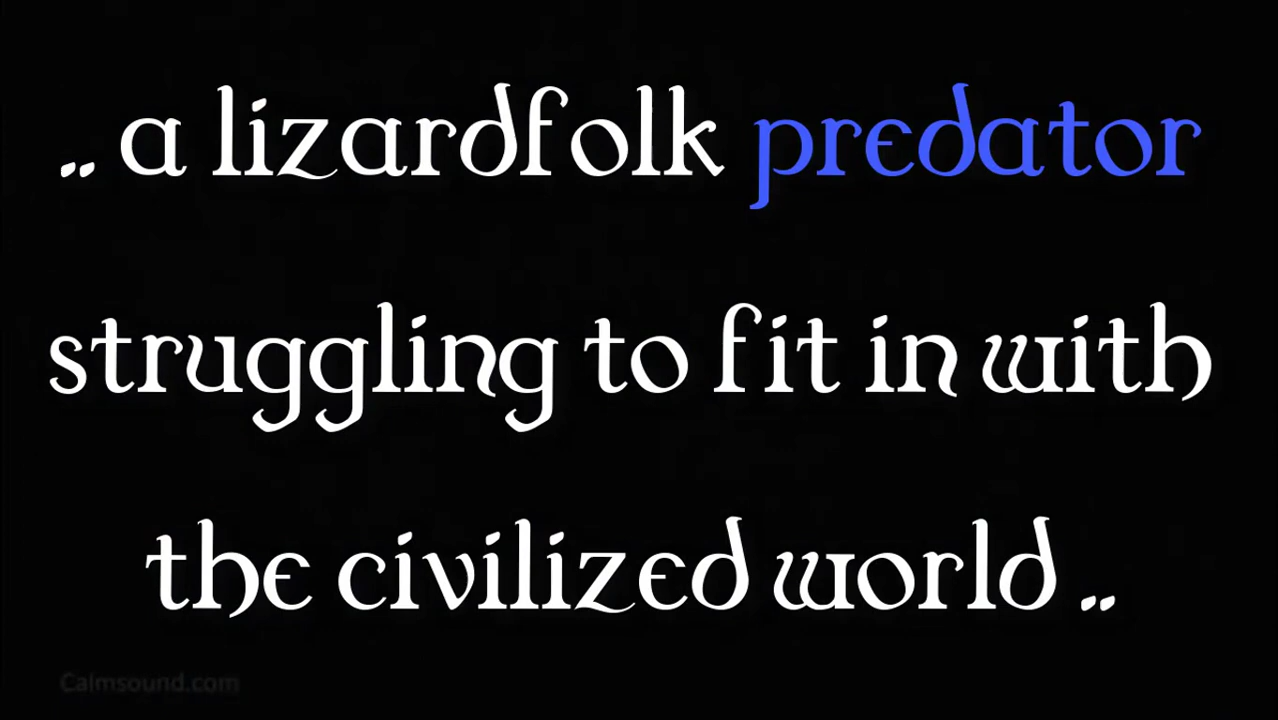 .. a lizardfolk predator
struggling to fit in with
the civilized world ..
Calmsound.com